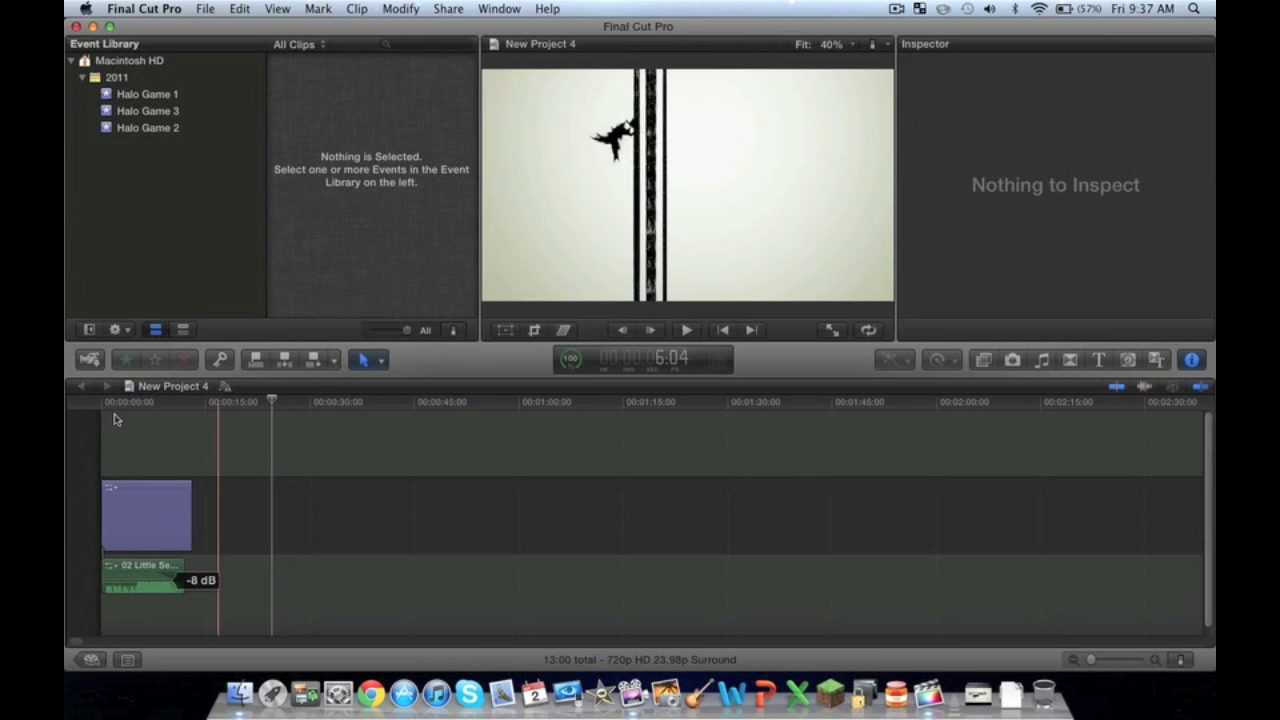 Final Cut Pro File Edit View Mark Clip Modify Share Window Help (57%) Fri 9:37 AM
Final Cut Pro
Event Library All Clips New Project 4 Fit: 40% Inspector
Macintosh HD
2011
Halo Game 1
Halo Game 3
Halo Game 2
Nothing is Selected.
Select one or more Events in the Event
Library on the left.
Nothing to Inspect
All
100 6:04
New Project 4
00:00:00:00 00:00:15:00 00:00:30:00 00:00:45:00 00:01:00:00 00:01:15:00 00:01:30:00 00:01:45:00 00:02:00:00 00:02:15:00 00:02:30:00
02 Little Se...
-8 dB
13:00 total - 720p HD 23.98p Surround